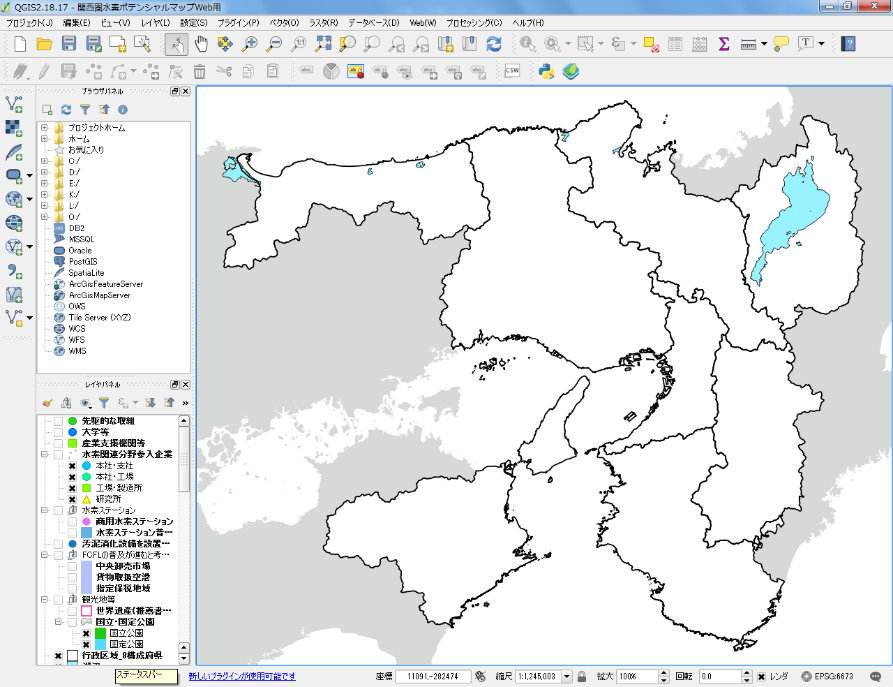 QGIS2.18.17 - 関西圏水素ポテンシャルマップWeb用
プロジェクト(J) 編集(E) ビュー(V) レイヤ(L) 設定(S) プラグイン(P) ベクタ(O) ラスタ(R) データベース(D) Web(W) プロセッシング(C) ヘルプ(H)
CSW
ブラウザパネル
プロジェクトホーム
ホーム
お気に入り
C:/
D:/
E:/
K:/
L:/
O:/
DB2
MSSQL
Oracle
PostGIS
SpatiaLite
ArcGisFeatureServer
ArcGisMapServer
OWS
Tile Server (XYZ)
WCS
WFS
WMS
レイヤパネル
先駆的な取組
大学等
産業支援機関等
水素関連分野参入企業
本社・支社
本社・工場
工場・製造所
研究所
水素ステーション
商用水素ステーション
水素ステーション普…
汚泥消化設備を設置…
FCFLの普及が進むと考…
中央卸売市場
貨物取扱空港
指定保税地域
観光地等
世界遺産(推薦書…
国立・国定公園
国立公園
国定公園
行政区域_8構成府県
ステータスバー
新しいプラグインが使用可能です
座標 11091,-282474 縮尺 1:1,245,003 拡大 100% 回転 0.0 レンダ EPSG:6673